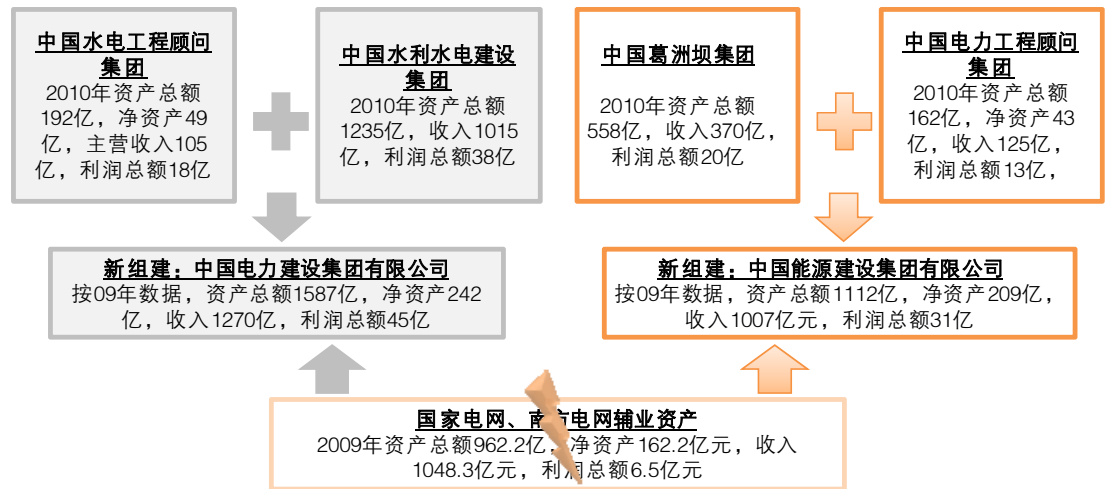 中国水电工程顾问
集团
2010年资产总额
192亿，净资产49
亿，主营收入105
亿，利润总额18亿
中国水利水电建设
集团
2010年资产总额
1235亿，收入1015
亿，利润总额38亿
中国葛洲坝集团
2010年资产总额
558亿，收入370亿，
利润总额20亿
中国电力工程顾问
集团
2010年资产总额
162亿，净资产43
亿，收入125亿，
利润总额13亿，
新组建：中国电力建设集团有限公司
按09年数据，资产总额1587亿，净资产242
亿，收入1270亿，利润总额45亿
新组建：中国能源建设集团有限公司
按09年数据，资产总额1112亿，净资产209亿，
收入1007亿元，利润总额31亿
国家电网、南方电网辅业资产
2009年资产总额962.2亿，净资产162.2亿元，收入
1048.3亿元，利润总额6.5亿元